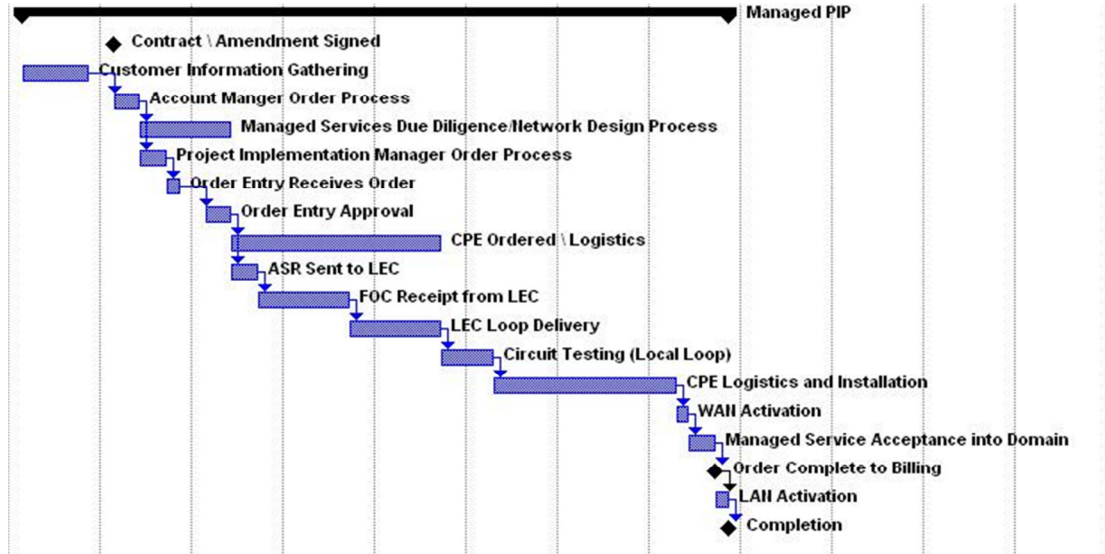 Managed PIP
Contract \ Amendment Signed
Customer Information Gathering
Account Manger Order Process
Managed Services Due Diligence/Network Design Process
Project Implementation Manager Order Process
Order Entry Receives Order
Order Entry Approval
CPE Ordered \ Logistics
ASR Sent to LEC
FOC Receipt from LEC
LEC Loop Delivery
Circuit Testing (Local Loop)
CPE Logistics and Installation
WAN Activation
Managed Service Acceptance into Domain
Order Complete to Billing
LAN Activation
Completion